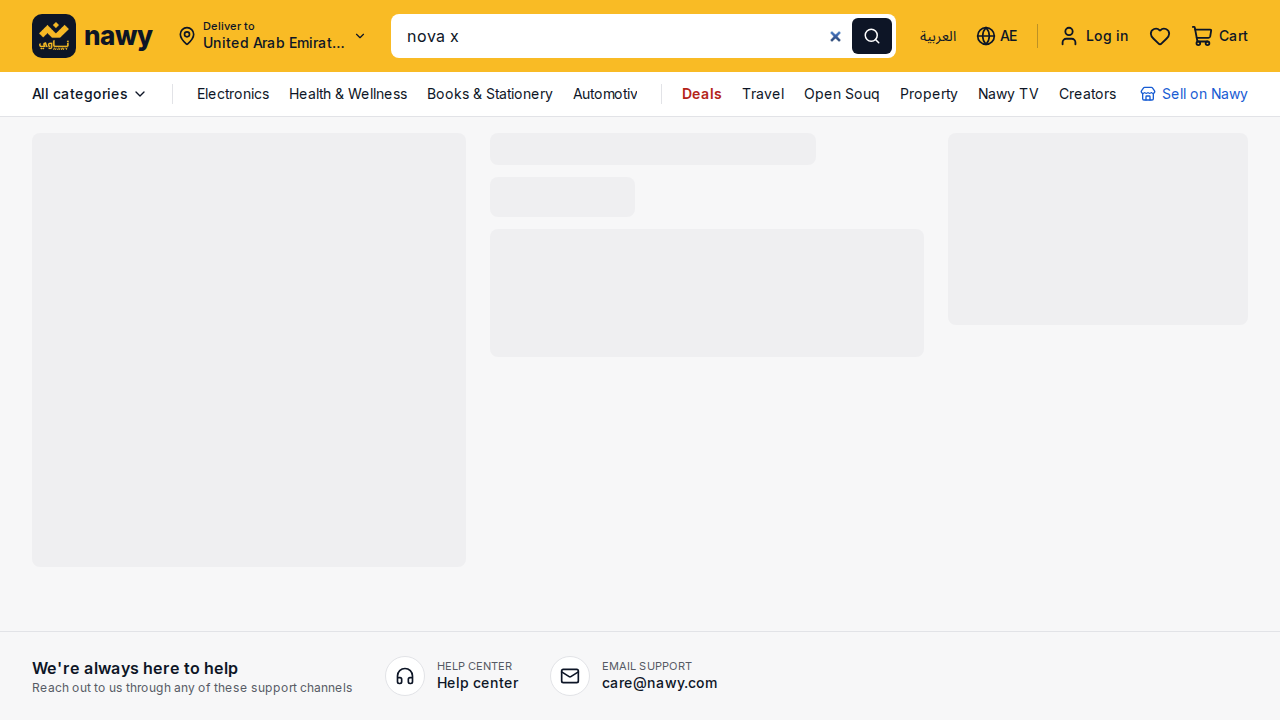 ناوي
NAWY
nawy
Deliver to
United Arab Emirat...
nova x
العربية
AE
Log in
Cart
All categories
Electronics
Health & Wellness
Books & Stationery
Automotiv
Deals
Travel
Open Souq
Property
Nawy TV
Creators
Sell on Nawy
We're always here to help
Reach out to us through any of these support channels
HELP CENTER
Help center
EMAIL SUPPORT
care@nawy.com